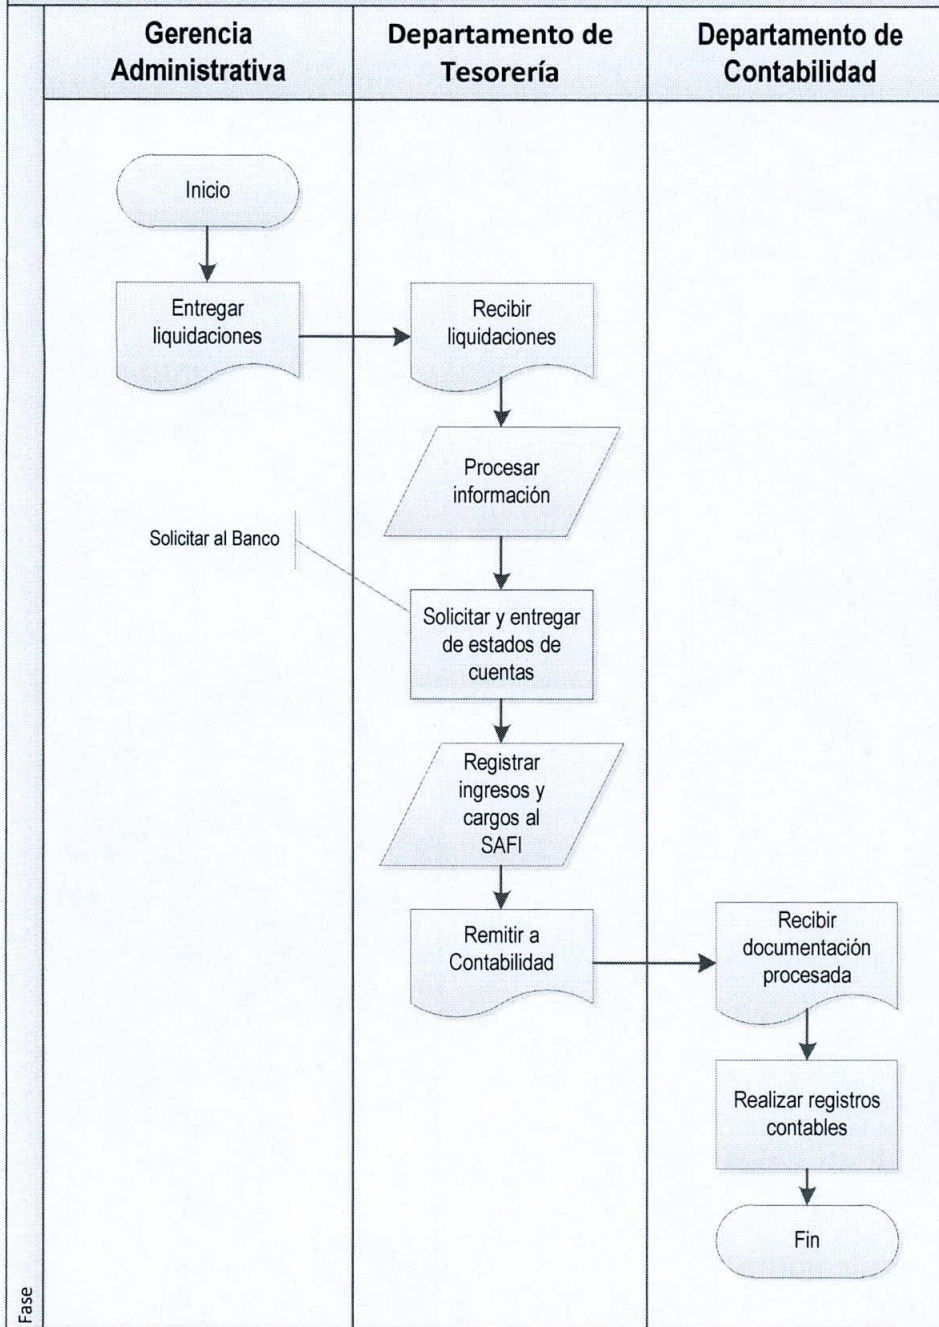 Gerencia
Administrativa
Departamento de
Tesorería
Departamento de
Contabilidad
Inicio
Entregar
liquidaciones
Recibir
liquidaciones
Procesar
información
Solicitar al Banco
Solicitar y entregar
de estados de
cuentas
Registrar
ingresos y
cargos al
SAFI
Remitir a
Contabilidad
Recibir
documentación
procesada
Realizar registros
contables
Fin
Fase